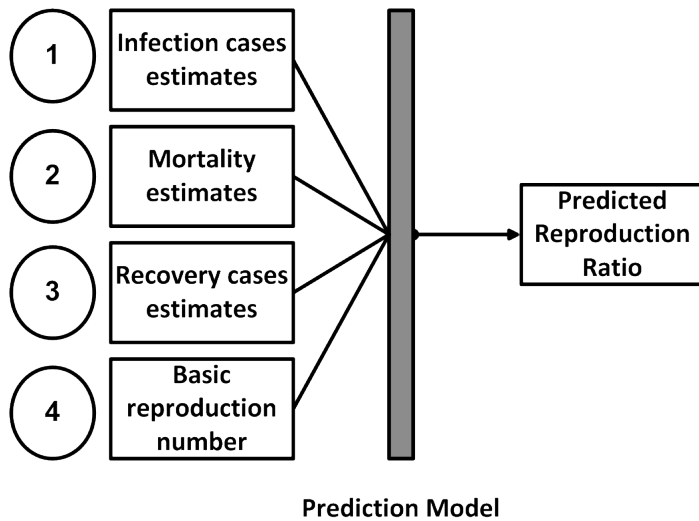 1
Infection cases
estimates
2
Mortality
estimates
3
Recovery cases
estimates
4
Basic
reproduction
number
Predicted
Reproduction
Ratio
Prediction Model